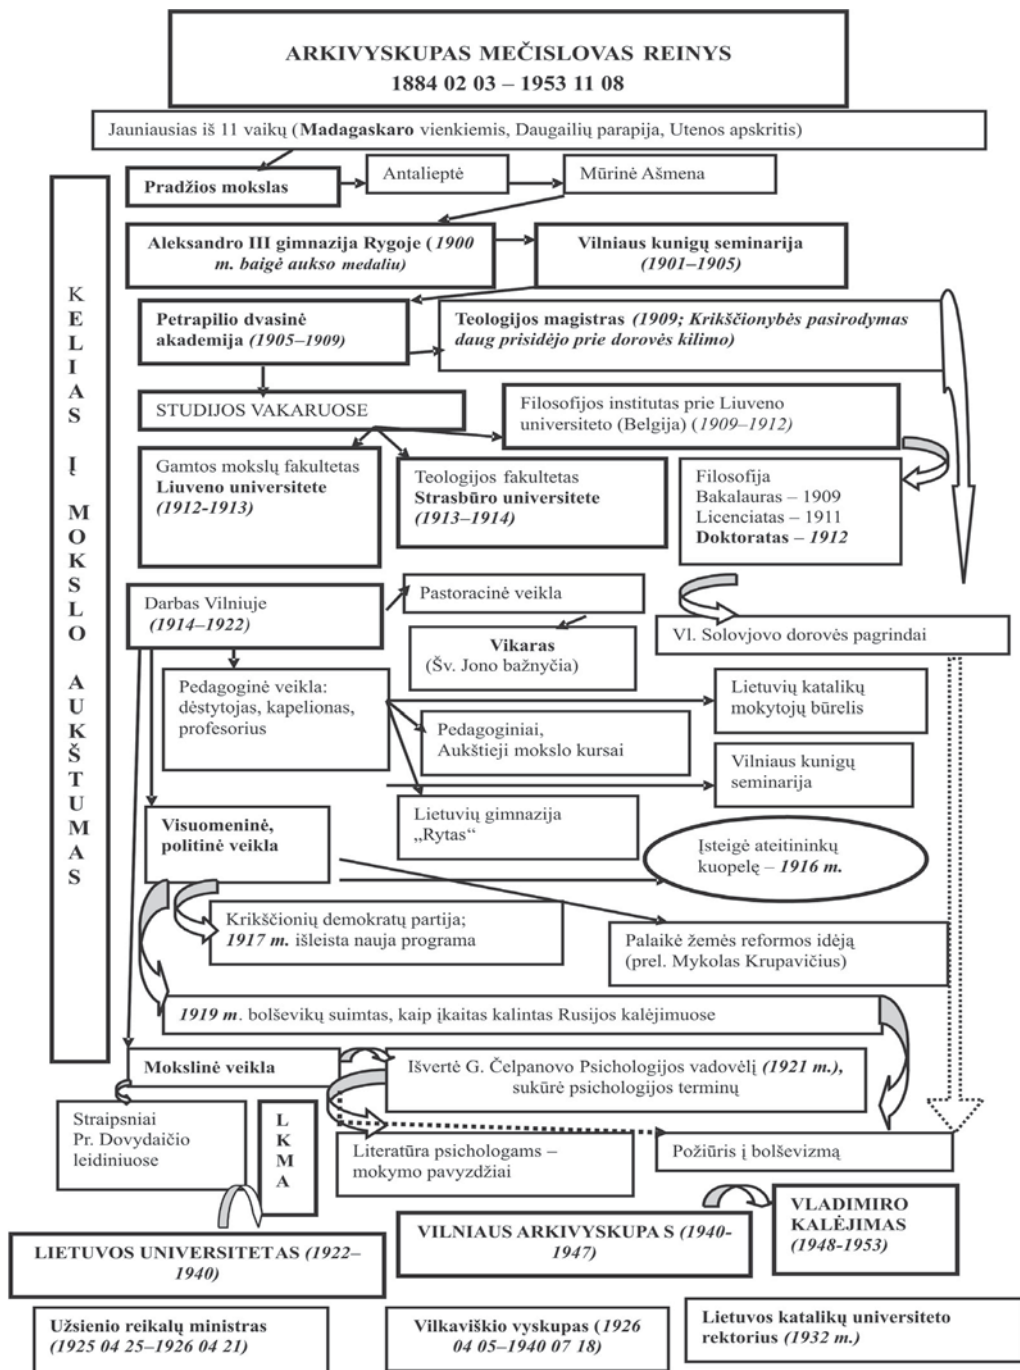 ARKIVYSKUPAS MEČISLOVAS REINYS
1884 02 03 – 1953 11 08
Jauniausias iš 11 vaikų (Madagaskaro vienkiemis, Daugailių parapija, Utenos apskritis)
KELIAS Į MOKSLO AUKŠTUMAS
Pradžios mokslas
Antalieptė
Mūrinė Ašmena
Aleksandro III gimnazija Rygoje (1900
m. baigė aukso medaliu)
Vilniaus kunigų seminarija
(1901–1905)
Petrapilio dvasinė
akademija (1905–1909)
Teologijos magistras (1909; Krikščionybės pasirodymas
daug prisidėjo prie dorovės kilimo)
STUDIJOS VAKARUOSE
Filosofijos institutas prie Liuveno
universiteto (Belgija) (1909–1912)
Gamtos mokslų fakultetas
Liuveno universitete
(1912-1913)
Teologijos fakultetas
Strasbūro universitete
(1913–1914)
Filosofija
Bakalauras – 1909
Licenciatas – 1911
Doktoratas – 1912
Darbas Vilniuje
(1914–1922)
Pastoracinė veikla
Vikaras
(Šv. Jono bažnyčia)
Vl. Solovjovo dorovės pagrindai
Pedagoginė veikla:
dėstytojas, kapelionas,
profesorius
Lietuvių katalikų
mokytojų būrelis
Pedagoginiai,
Aukštieji mokslo kursai
Vilniaus kunigų
seminarija
Lietuvių gimnazija
„Rytas“
Visuomeninė,
politinė veikla
Įsteigė ateitininkų
kuopelę – 1916 m.
Krikščionių demokratų partija;
1917 m. išleista nauja programa
Palaikė žemės reformos idėją
(prel. Mykolas Krupavičius)
1919 m. bolševikų suimtas, kaip įkaitas kalintas Rusijos kalėjimuose
Mokslinė veikla
Išvertė G. Čelpanovo Psichologijos vadovėlį (1921 m.),
sukūrė psichologijos terminų
Straipsniai
Pr. Dovydaičio
leidiniuose
LKMA
Literatūra psichologams –
mokymo pavyzdžiai
Požiūris į bolševizmą
LIETUVOS UNIVERSITETAS (1922–
1940)
VILNIAUS ARKIVYSKUPA S (1940-
1947)
VLADIMIRO
KALĖJIMAS
(1948-1953)
Užsienio reikalų ministras
(1925 04 25–1926 04 21)
Vilkaviškio vyskupas (1926
04 05–1940 07 18)
Lietuvos katalikų universiteto
rektorius (1932 m.)